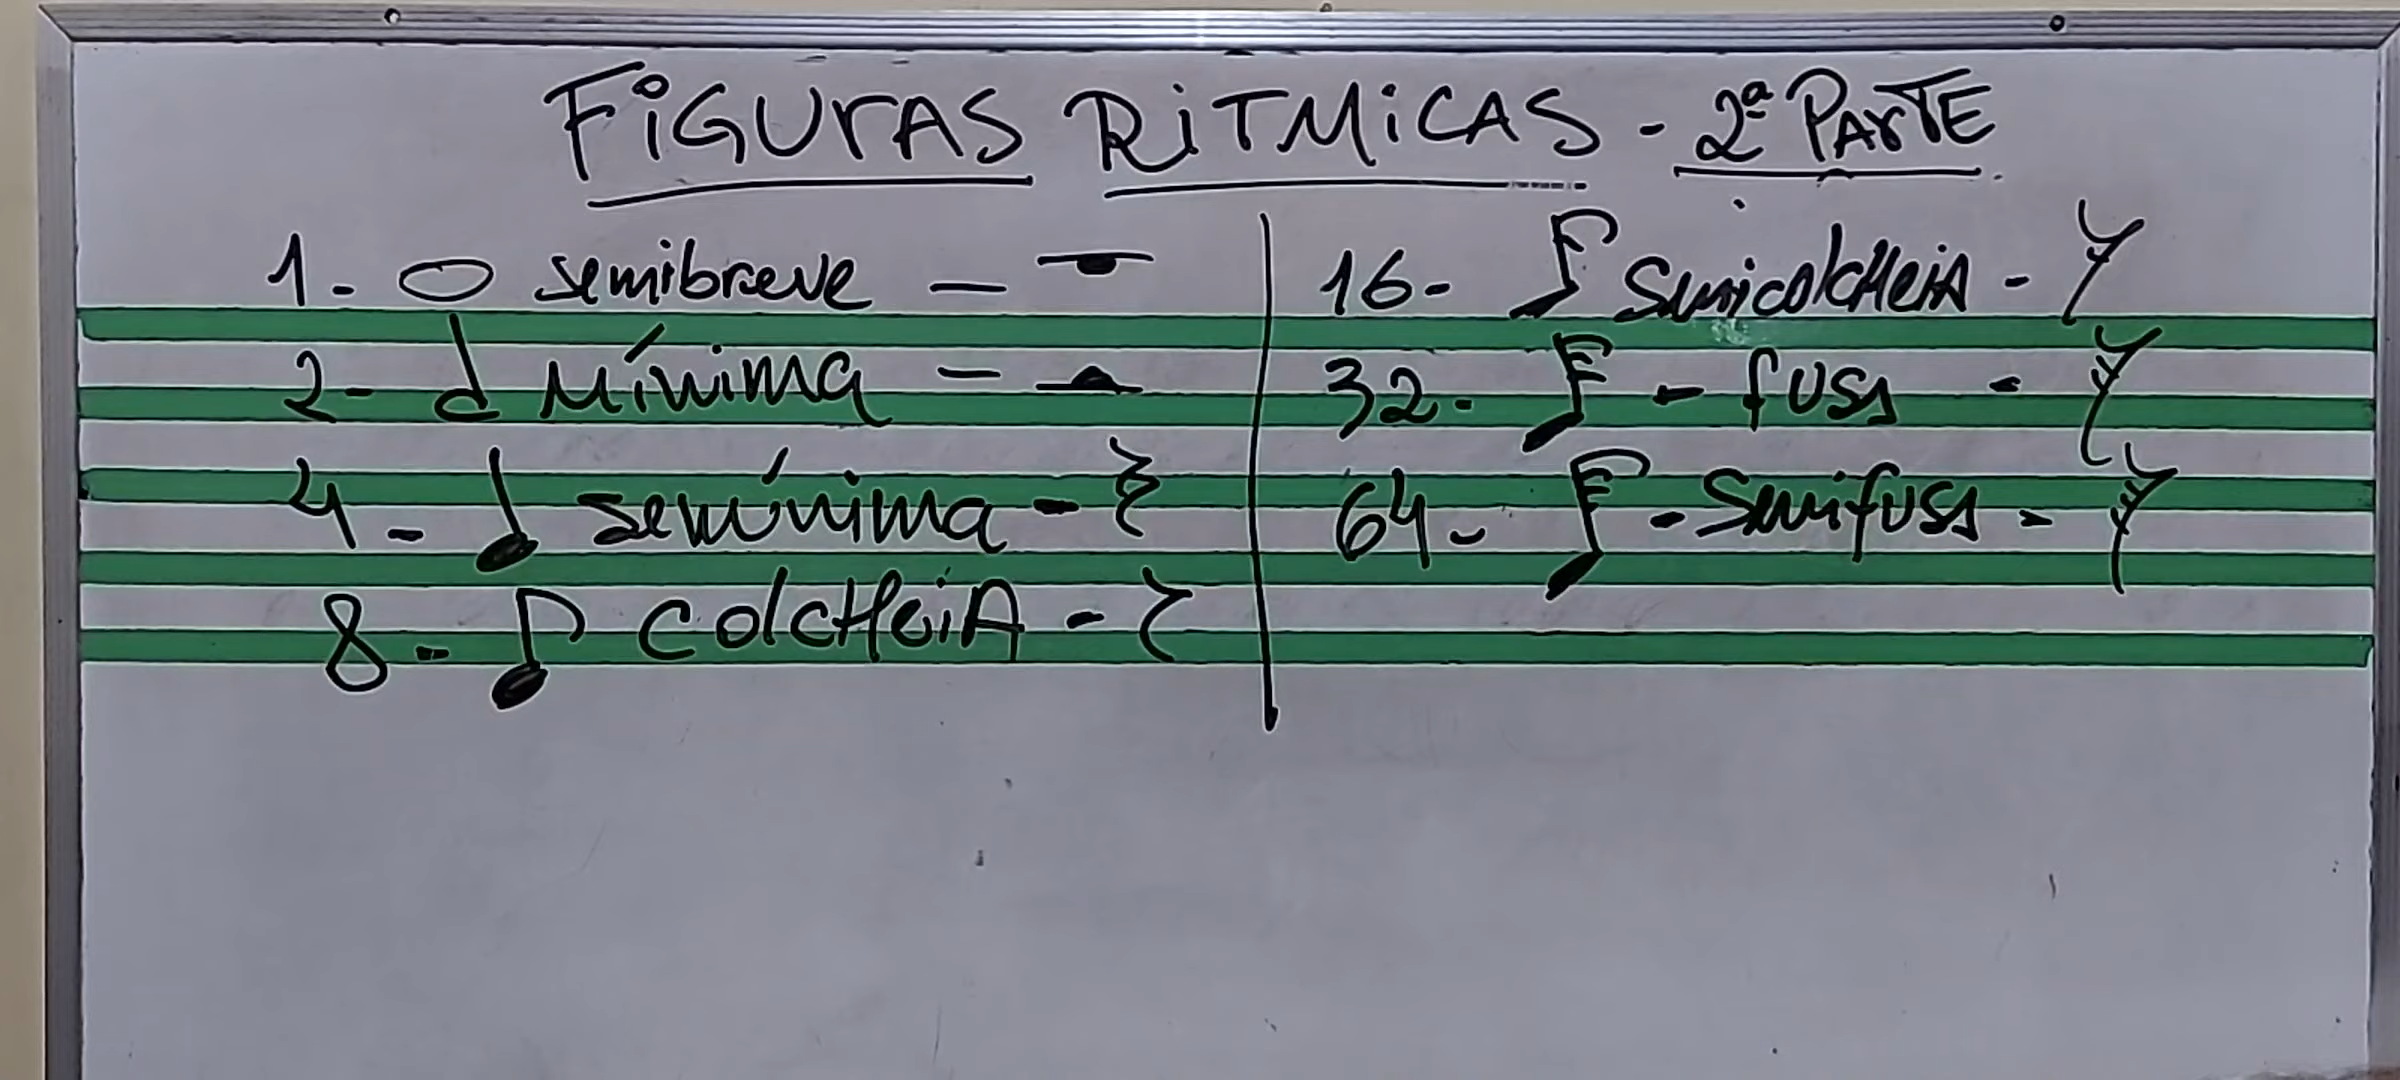 FiGURAS RiTMiCAS - 2ª PARTE
1 - semibreve -
2 - Mínima -
4 - semínima -
8 - colcHeiA -
16 - SemicolcHeiA -
32 - - fusA -
64 - - SemifusA -